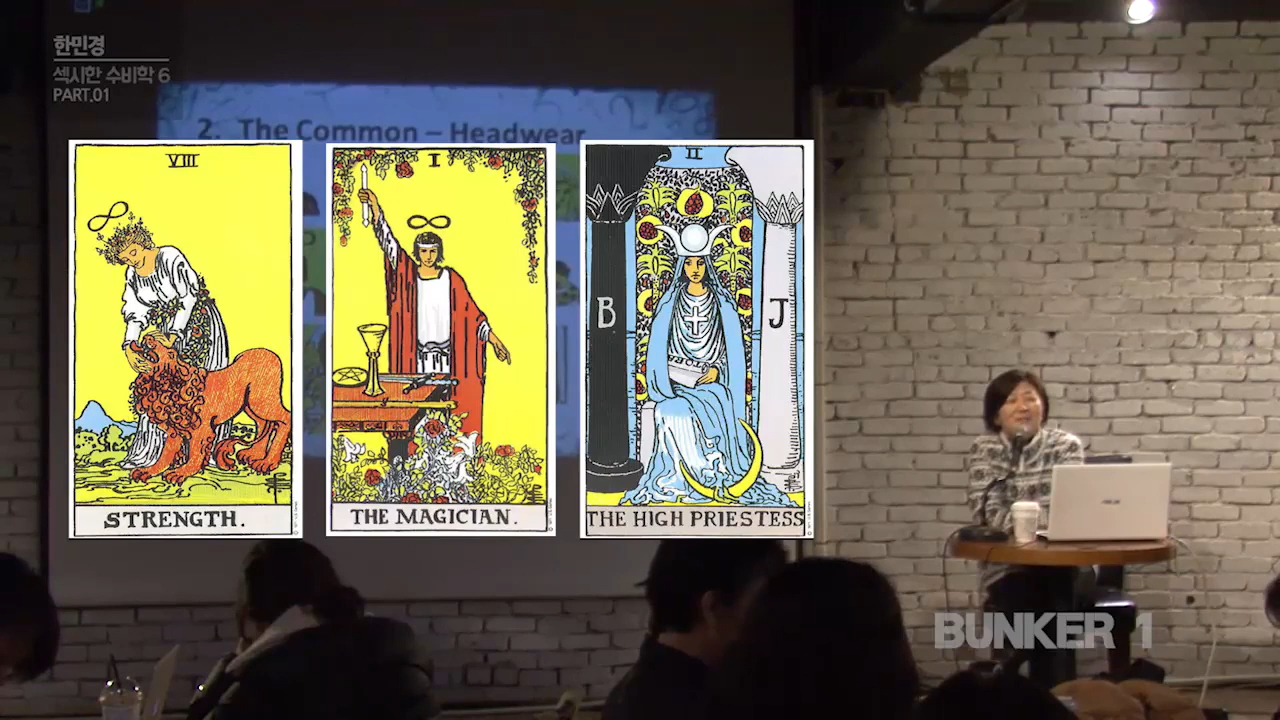 한민경
섹시한 수비학 6
PART.01
2. The Common – Headwear
VIII
STRENGTH.
I
THE MAGICIAN.
II
B
J
THE HIGH PRIESTESS
ASUS
BUNKER 1